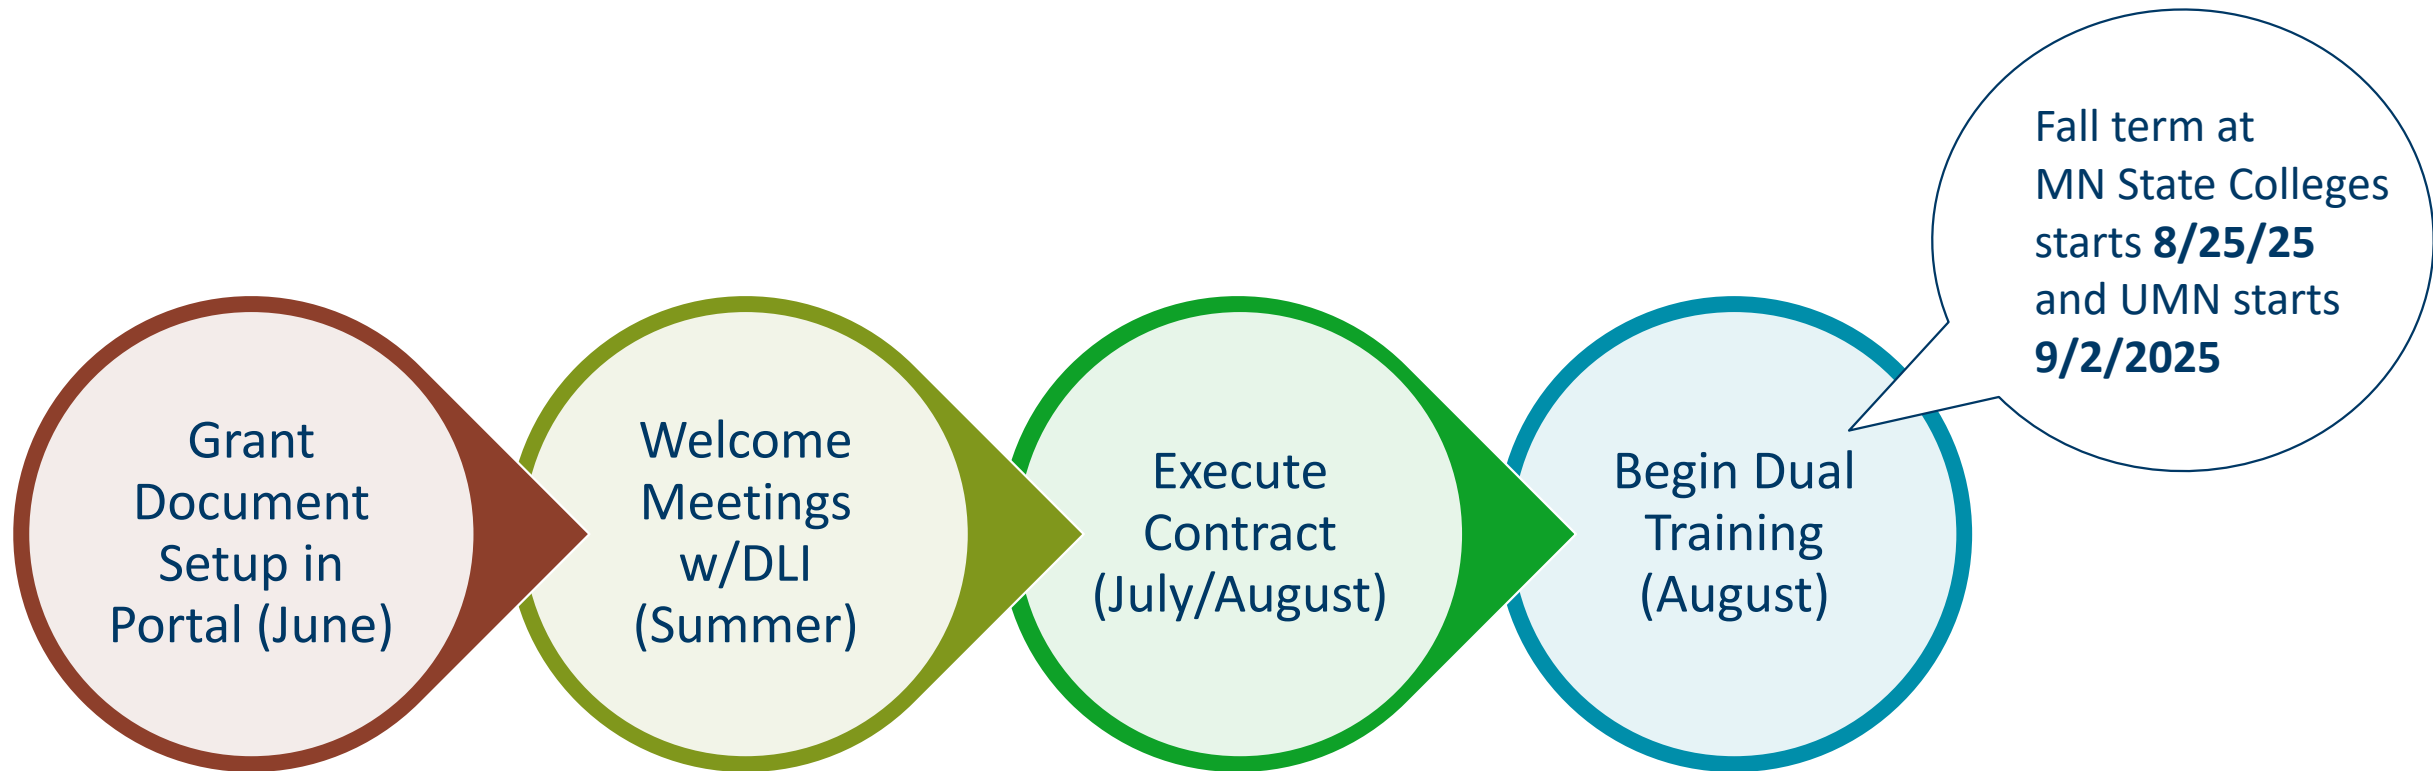 Grant
Document
Setup in
Portal (June)
Welcome
Meetings
w/DLI
(Summer)
Execute
Contract
(July/August)
Begin Dual
Training
(August)
Fall term at
MN State Colleges
starts 8/25/25
and UMN starts
9/2/2025